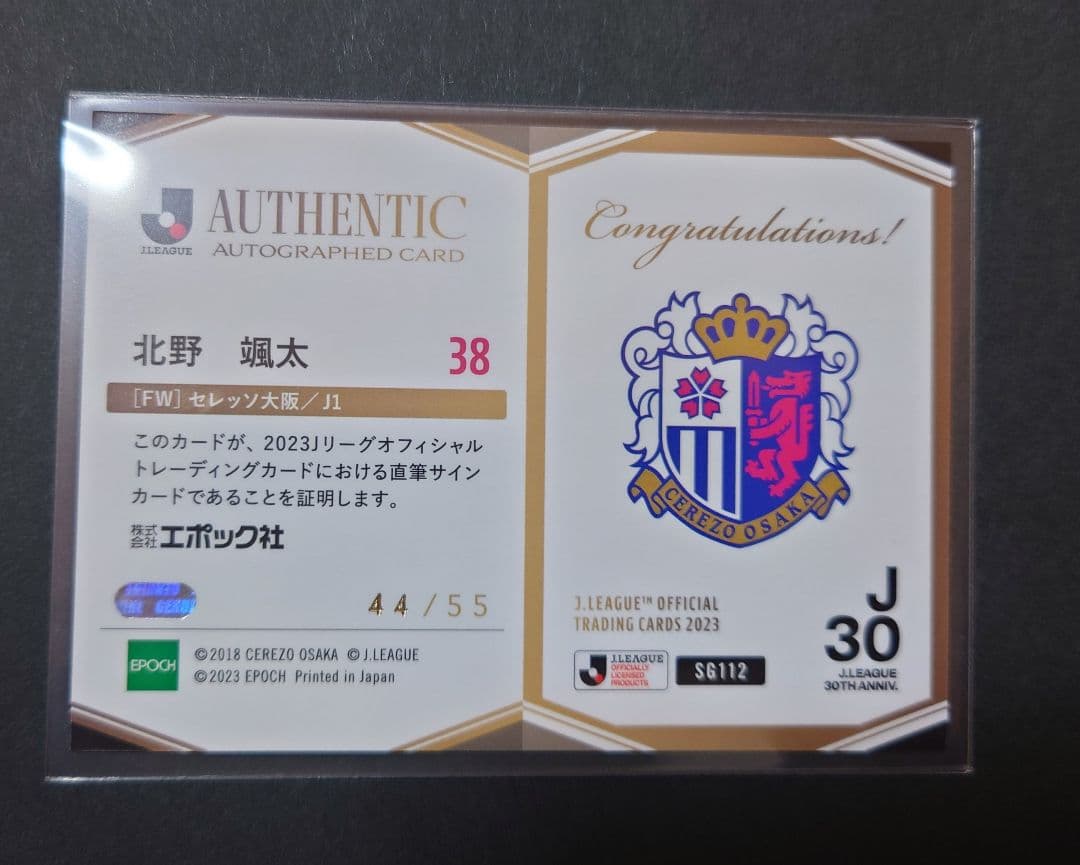 J.LEAGUE
AUTHENTIC
AUTOGRAPHED CARD
北野 颯太 38
[FW] セレッソ大阪/J1
このカードが、2023Jリーグオフィシャル
トレーディングカードにおける直筆サイン
カードであることを証明します。
株式会社エポック社
44/55
EPOCH
©2018 CEREZO OSAKA ©J.LEAGUE
©2023 EPOCH Printed in Japan
Congratulations!
CEREZO OSAKA
J.LEAGUE™ OFFICIAL
TRADING CARDS 2023
J.LEAGUE
OFFICIALLY
LICENSED
PRODUCTS
SG112
J
30
J.LEAGUE
30TH ANNIV.